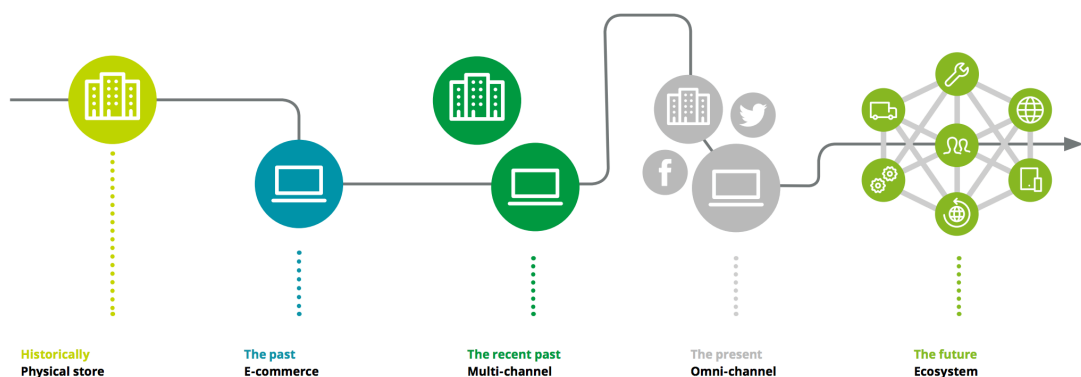 Historically
Physical store
The past
E-commerce
The recent past
Multi-channel
The present
Omni-channel
The future
Ecosystem